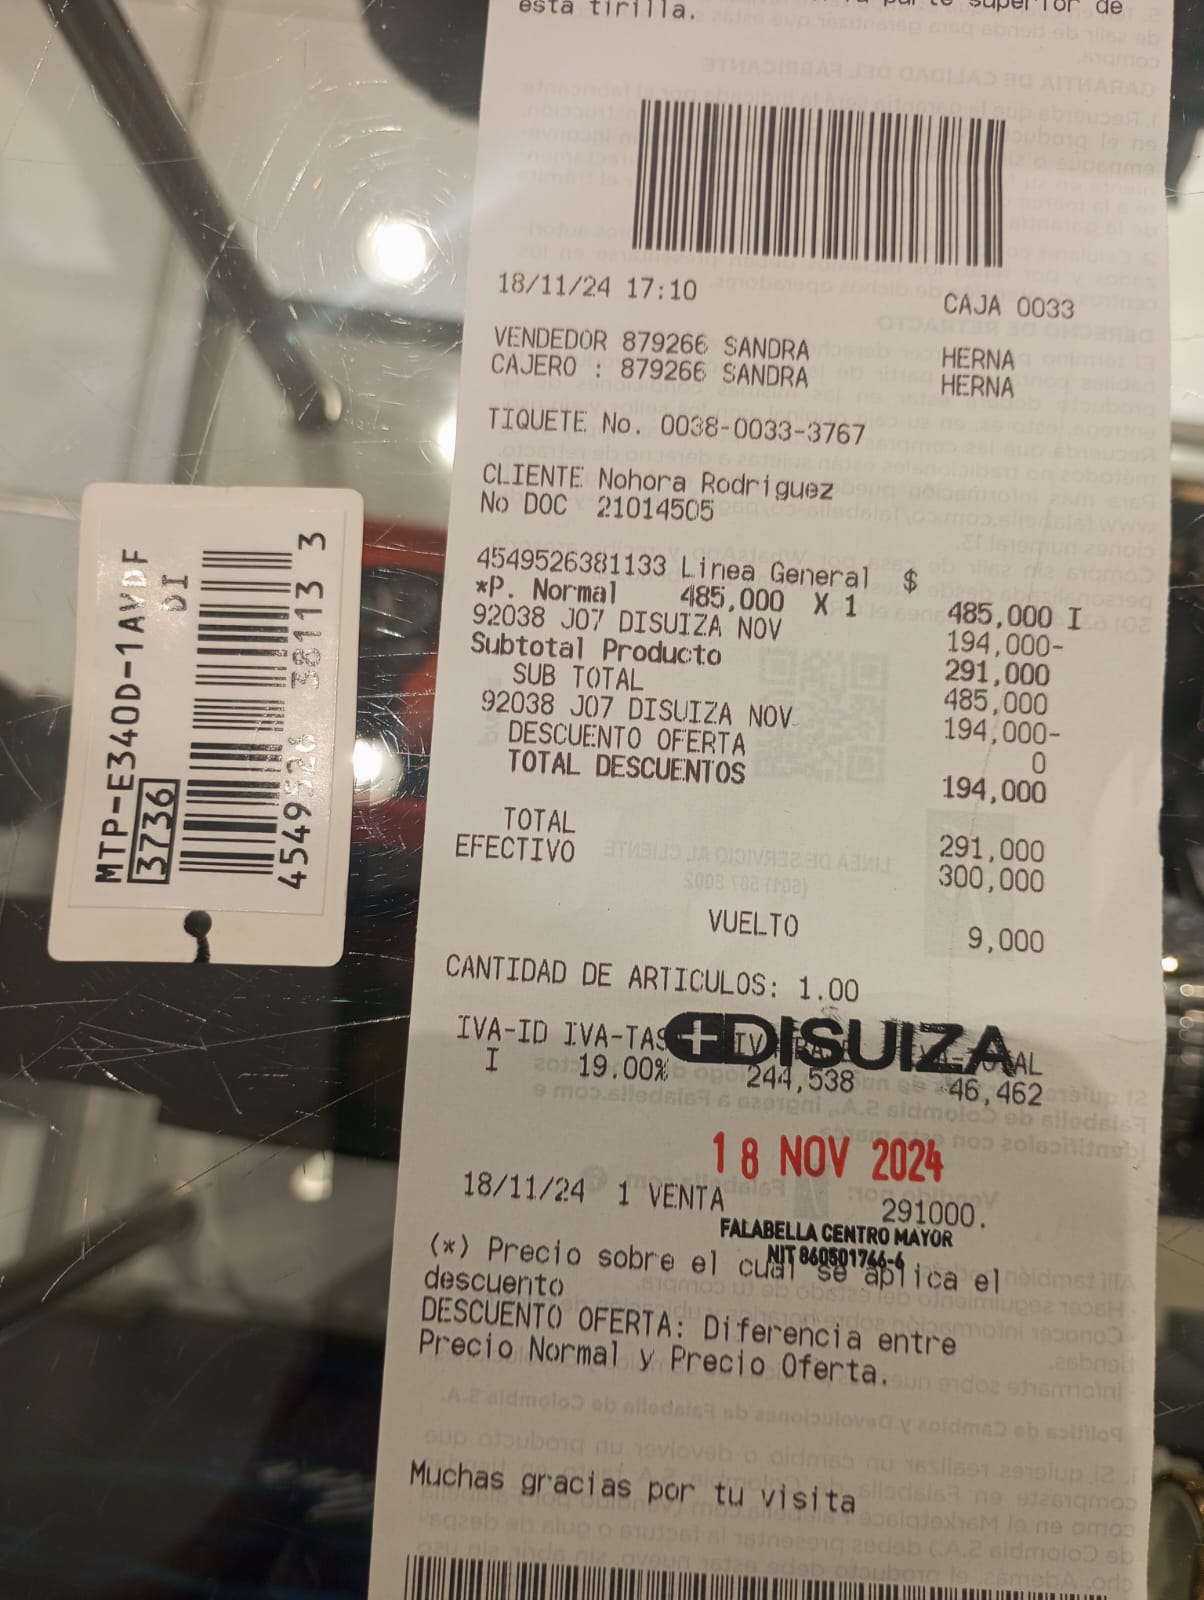 esta tirilla.
superior de
18/11/24 17:10 CAJA 0033
VENDEDOR 879266 SANDRA HERNA
CAJERO : 879266 SANDRA HERNA
TIQUETE No. 0038-0033-3767
CLIENTE Nohora Rodriguez
No DOC 21014505
4549526381133 Linea General $
*P. Normal 485,000 X 1 485,000 I
92038 J07 DISUIZA NOV 194,000-
Subtotal Producto 291,000
SUB TOTAL 485,000
92038 J07 DISUIZA NOV 194,000-
DESCUENTO OFERTA 0
TOTAL DESCUENTOS 194,000
TOTAL 291,000
EFECTIVO 300,000
VUELTO 9,000
CANTIDAD DE ARTICULOS: 1.00
IVA-ID IVA-TAS
DISUIZA
I 19.00% 244,538 46,462
18 NOV 2024
18/11/24 1 VENTA 291000.
FALABELLA CENTRO MAYOR
NIT 860501746-6
(*) Precio sobre el cual se aplica el
descuento
DESCUENTO OFERTA: Diferencia entre
Precio Normal y Precio Oferta.
Muchas gracias por tu visita
MTP-E340D-1AVDF
DI
3736
4549526 38113 3